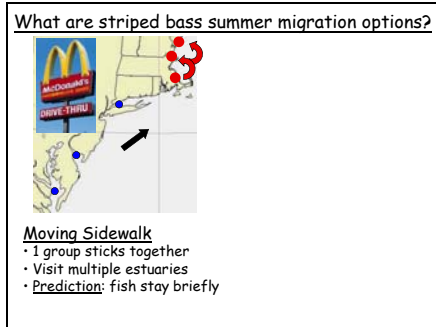 What are striped bass summer migration options?
McDonald's
DRIVE-THRU
Moving Sidewalk
• 1 group sticks together
• Visit multiple estuaries
• Prediction: fish stay briefly